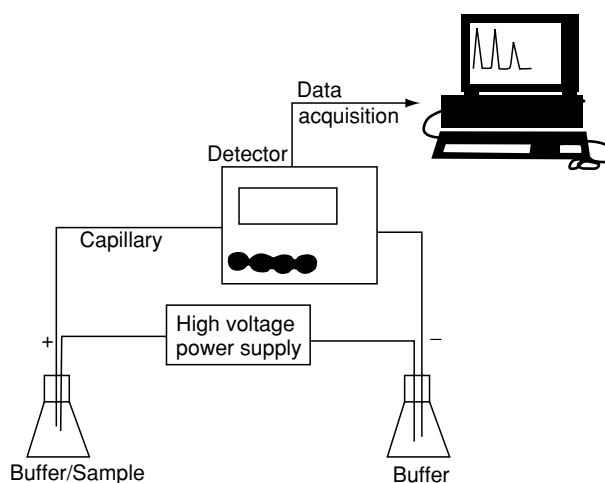 Data
acquisition
Detector
Capillary
High voltage
power supply
+
−
Buffer/Sample
Buffer